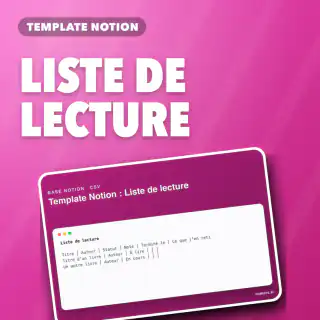 TEMPLATE NOTION
LISTE DE
LECTURE
BASE NOTION CSV
Template Notion : Liste de lecture
Liste de lecture
Titre | Auteur | Statut | Note | Terminé le | Ce que j'en
Titre d'un livre | Auteur | À lire | | |
Un autre livre | Auteur | En cours | | |